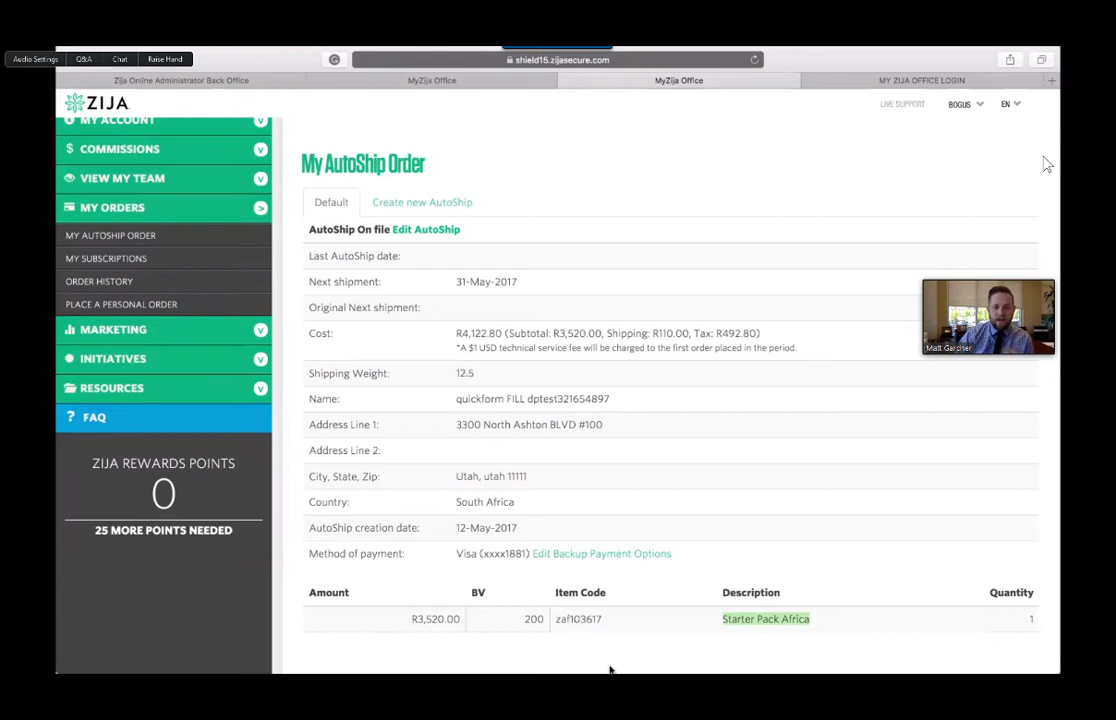 Audio Settings Q&A Chat Raise Hand
shield15.zijasecure.com
Zija Online Administrator Back Office MyZija Office MyZija Office MY ZIJA OFFICE LOGIN
ZIJA LIVE SUPPORT BOGUS EN
MY ACCOUNT
COMMISSIONS
VIEW MY TEAM
MY ORDERS
MY AUTOSHIP ORDER
MY SUBSCRIPTIONS
ORDER HISTORY
PLACE A PERSONAL ORDER
MARKETING
INITIATIVES
RESOURCES
? FAQ
ZIJA REWARDS POINTS
0
25 MORE POINTS NEEDED
My AutoShip Order
Default Create new AutoShip
AutoShip On file Edit AutoShip
Last AutoShip date:
Next shipment: 31-May-2017
Original Next shipment:
Cost: R4,122.80 (Subtotal: R3,520.00, Shipping: R110.00, Tax: R492.80)
*A $1 USD technical service fee will be charged to the first order placed in the period.
Shipping Weight: 12.5
Name: quickform FILL dptest321654897
Address Line 1: 3300 North Ashton BLVD #100
Address Line 2:
City, State, Zip: Utah, utah 11111
Country: South Africa
AutoShip creation date: 12-May-2017
Method of payment: Visa (xxxx1881) Edit Backup Payment Options
Amount BV Item Code Description Quantity
R3,520.00 200 zaf103617 Starter Pack Africa 1
Matt Gardner